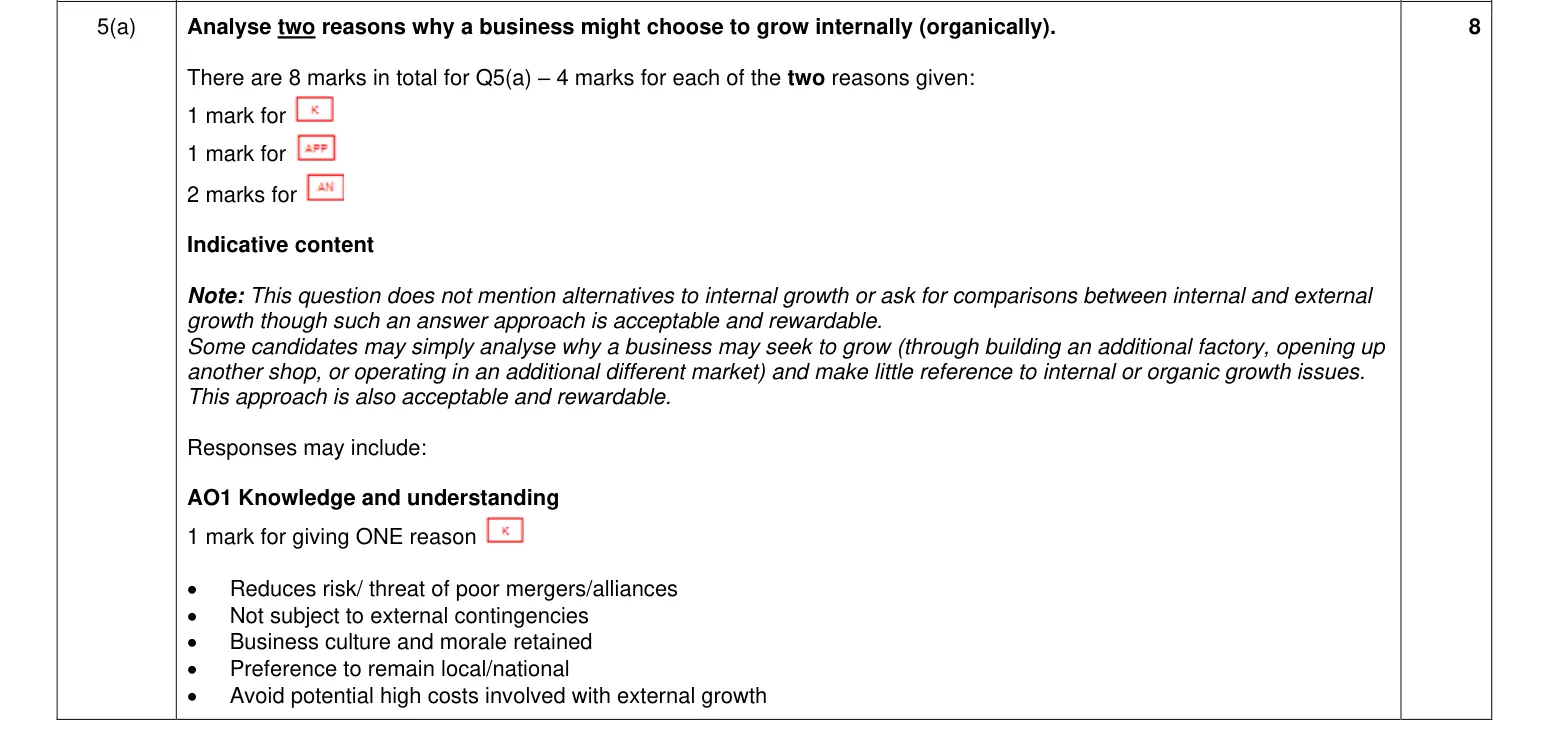 5(a) Analyse two reasons why a business might choose to grow internally (organically). 8
There are 8 marks in total for Q5(a) – 4 marks for each of the two reasons given:
1 mark for K
1 mark for APP
2 marks for AN
Indicative content
Note: This question does not mention alternatives to internal growth or ask for comparisons between internal and external
growth though such an answer approach is acceptable and rewardable.
Some candidates may simply analyse why a business may seek to grow (through building an additional factory, opening up
another shop, or operating in an additional different market) and make little reference to internal or organic growth issues.
This approach is also acceptable and rewardable.
Responses may include:
AO1 Knowledge and understanding
1 mark for giving ONE reason K
• Reduces risk/ threat of poor mergers/alliances
• Not subject to external contingencies
• Business culture and morale retained
• Preference to remain local/national
• Avoid potential high costs involved with external growth